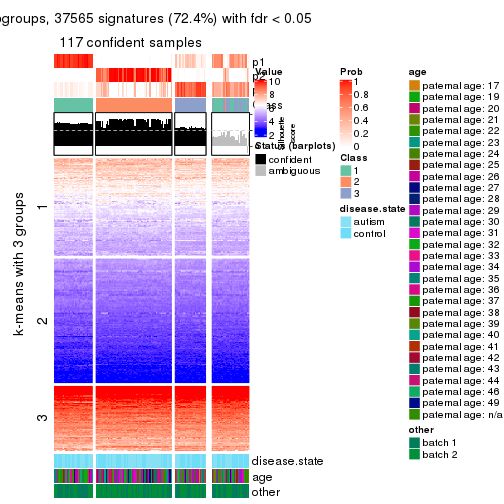 ogroups, 37565 signatures (72.4%) with fdr < 0.05
117 confident samples
p1
p2
Value
10
8
6
4
2
0
Silhouette
score
Status (barplots)
confident
ambiguous
Prob
1
0.8
0.6
0.4
0.2
0
Class
1
2
3
disease.state
autism
control
age
paternal age: 17
paternal age: 19
paternal age: 20
paternal age: 21
paternal age: 22
paternal age: 23
paternal age: 24
paternal age: 25
paternal age: 26
paternal age: 27
paternal age: 28
paternal age: 29
paternal age: 30
paternal age: 31
paternal age: 32
paternal age: 33
paternal age: 34
paternal age: 35
paternal age: 36
paternal age: 37
paternal age: 38
paternal age: 39
paternal age: 40
paternal age: 41
paternal age: 42
paternal age: 43
paternal age: 44
paternal age: 46
paternal age: 49
paternal age: n/a
other
batch 1
batch 2
k-means with 3 groups
1
2
3
disease.state
age
other